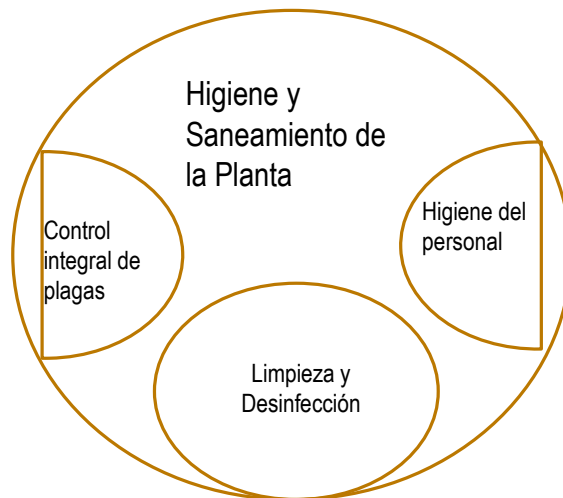 Higiene y
Saneamiento de
la Planta
Control
integral de
plagas
Higiene del
personal
Limpieza y
Desinfección